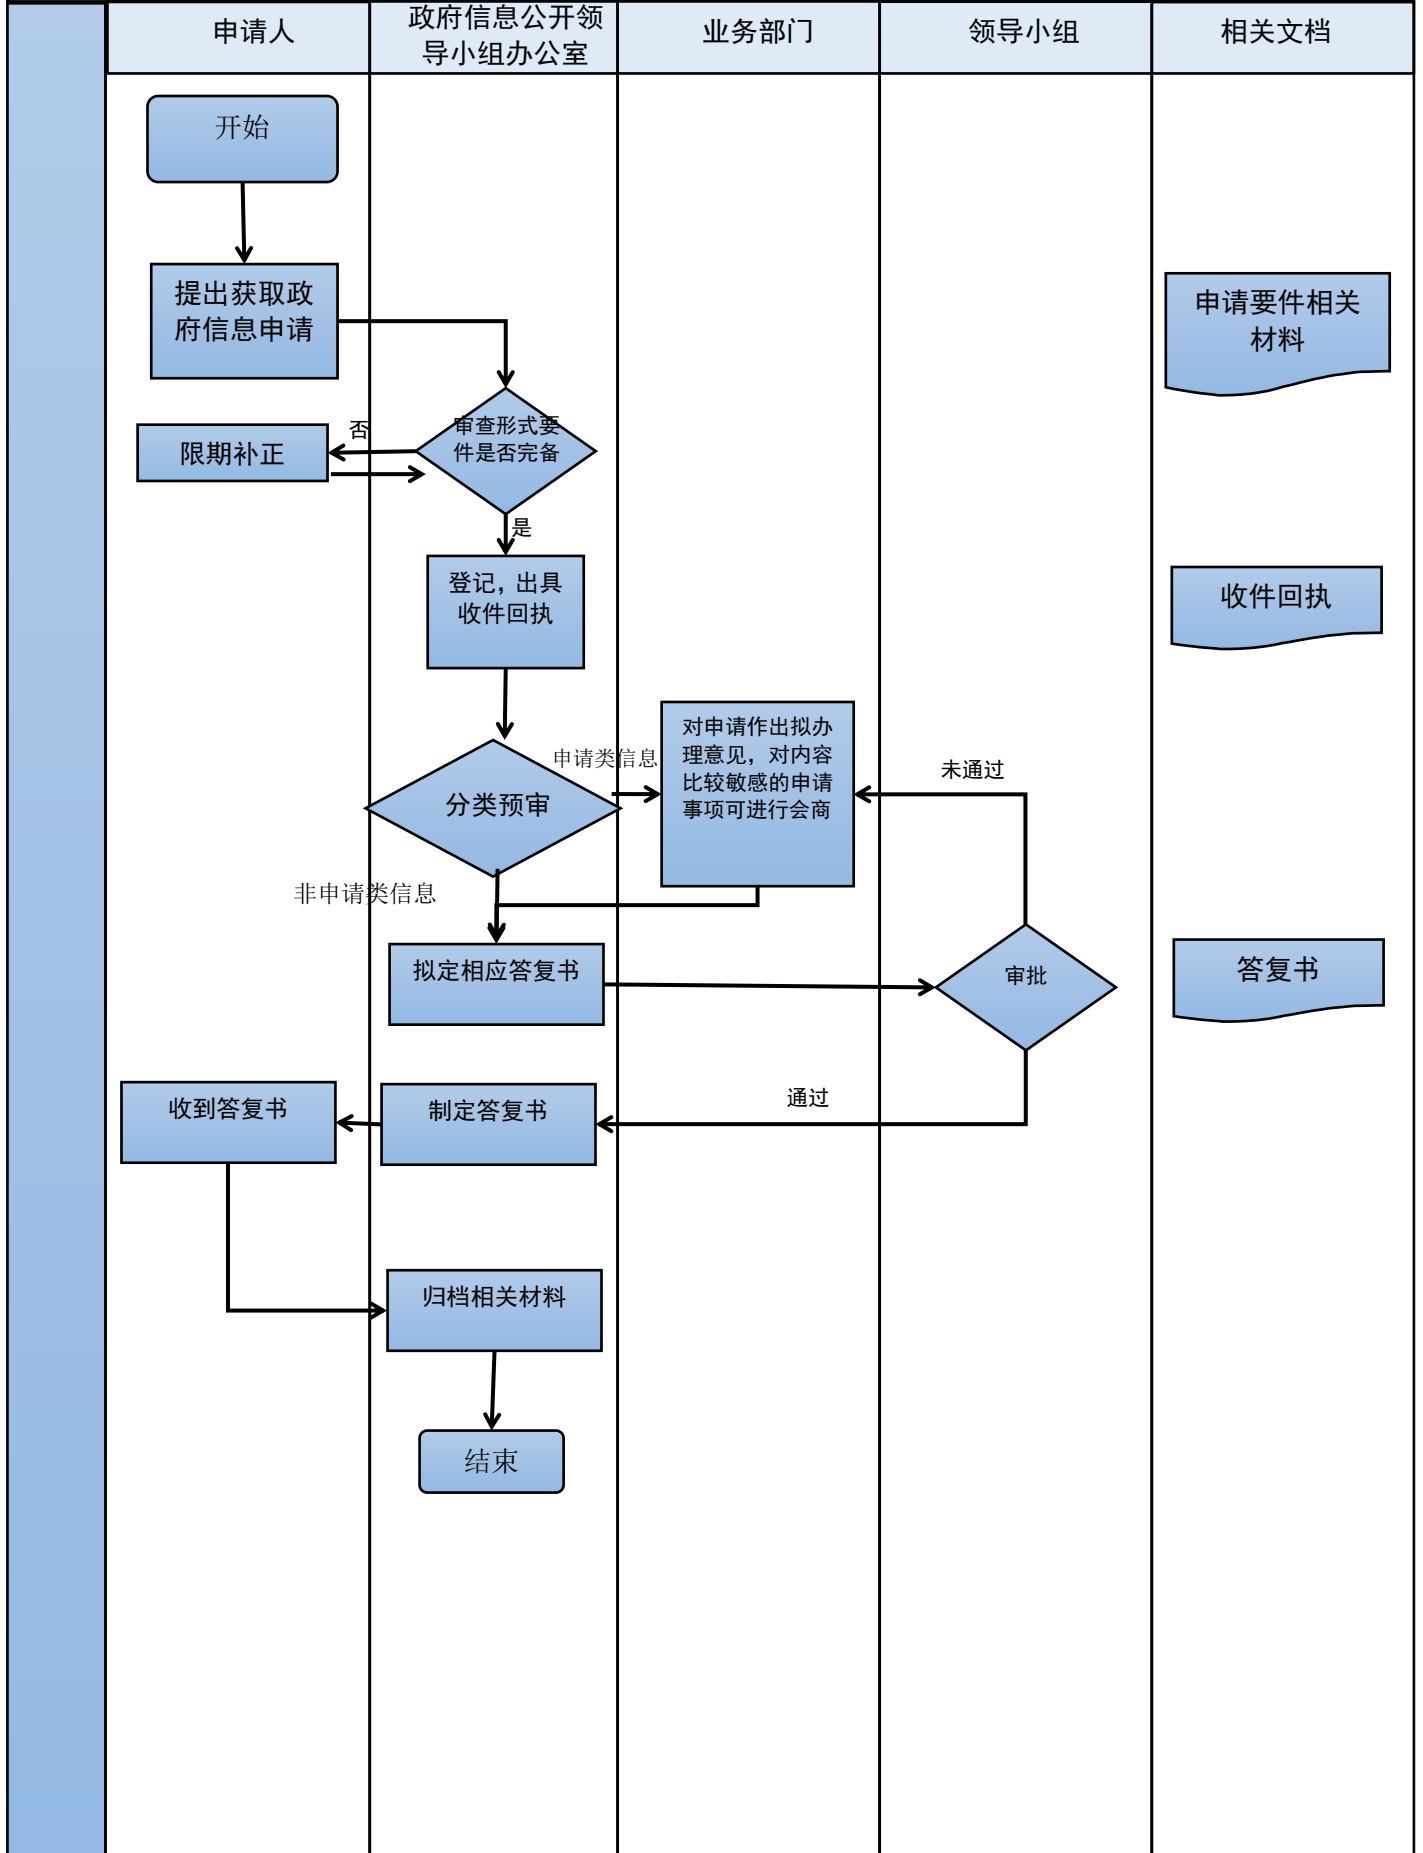 申请人
政府信息公开领
导小组办公室
业务部门
领导小组
相关文档
开始
提出获取政
府信息申请
申请要件相关
材料
审查形式要
件是否完备
否
限期补正
是
登记，出具
收件回执
收件回执
对申请作出拟办
理意见，对内容
比较敏感的申请
事项可进行会商
申请类信息
未通过
分类预审
非申请类信息
拟定相应答复书
审批
答复书
通过
收到答复书
制定答复书
归档相关材料
结束